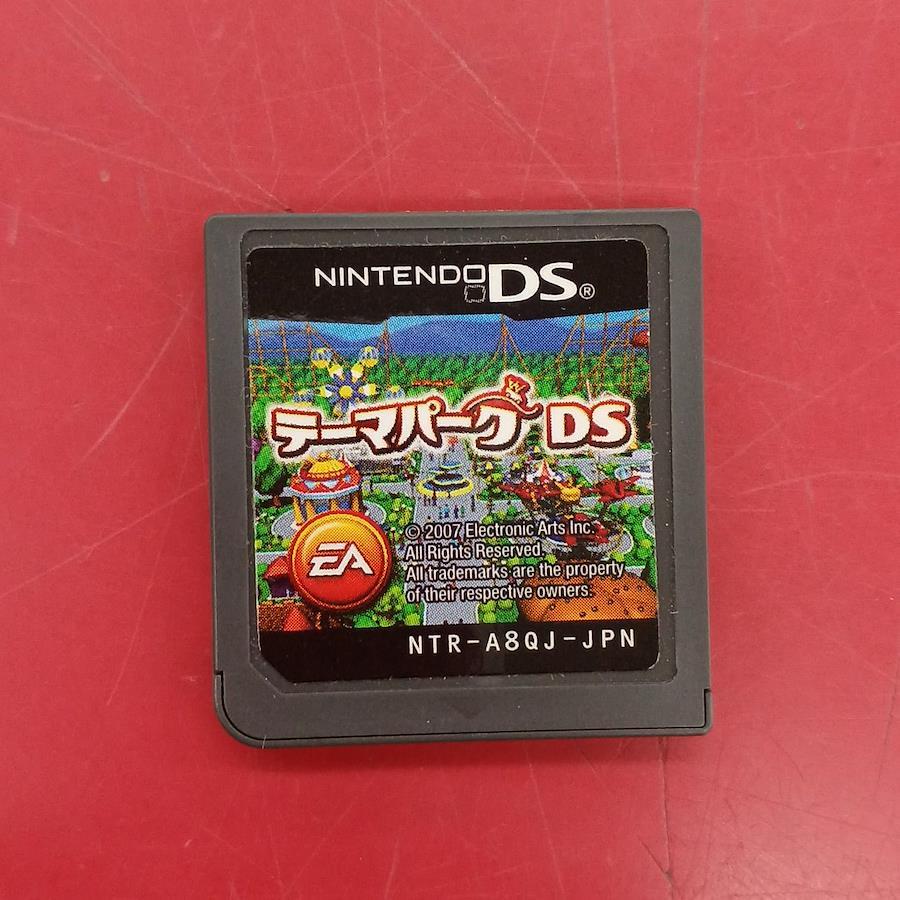 NINTENDO DS®
テーマパーク DS
EA
© 2007 Electronic Arts Inc.
All Rights Reserved.
All trademarks are the property
of their respective owners.
NTR-A8QJ-JPN